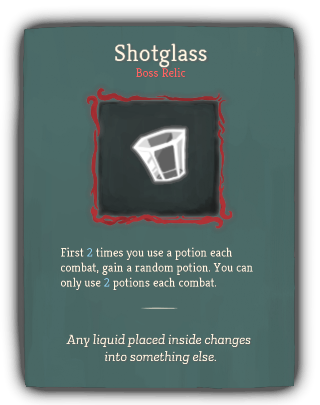 Shotglass
Boss Relic
First 2 times you use a potion each
combat, gain a random potion. You can
only use 2 potions each combat.
Any liquid placed inside changes
into something else.